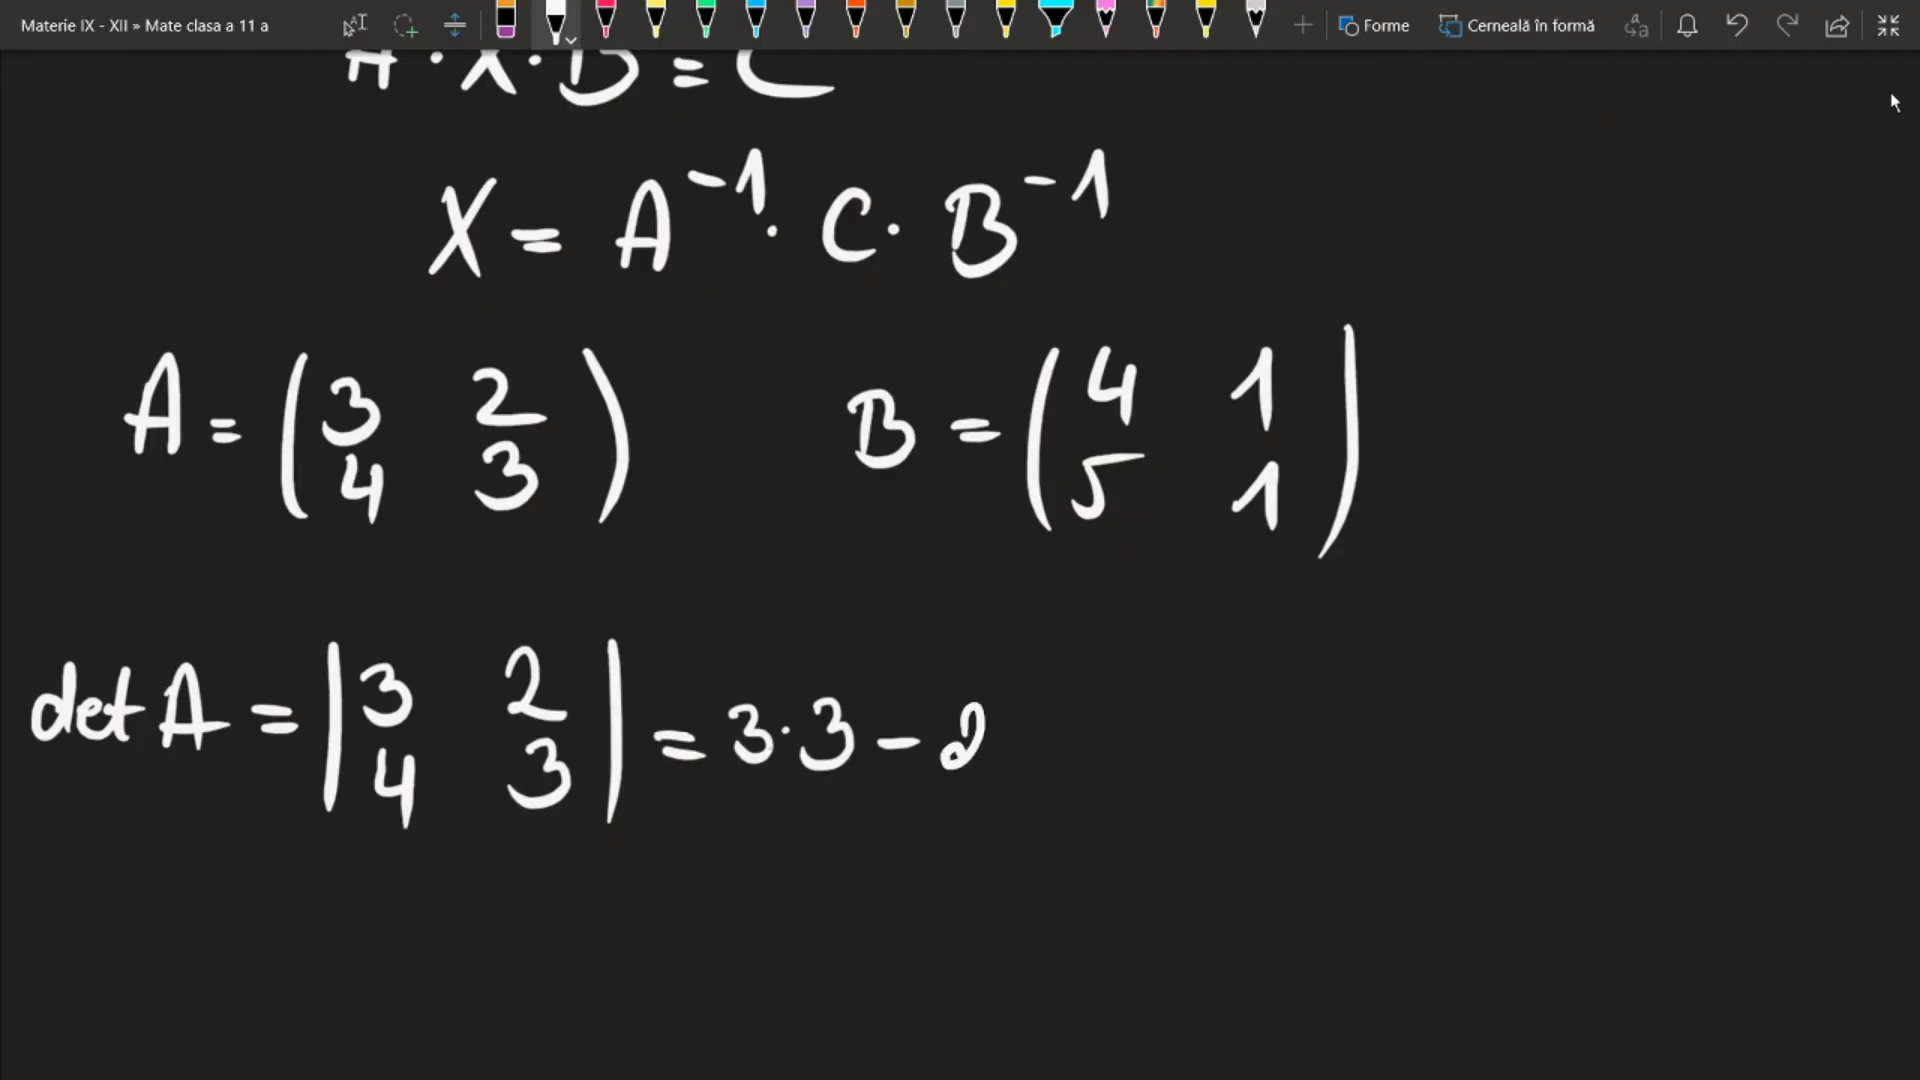 Materie IX - XII » Mate clasa a 11 a
Forme
Cerneală în formă
A · X · B = C
X = A⁻¹ · C · B⁻¹
A = ( 3 2 ) B = ( 4 1 )
4 3 5 1
det A = | 3 2 | = 3 · 3 - 2
4 3